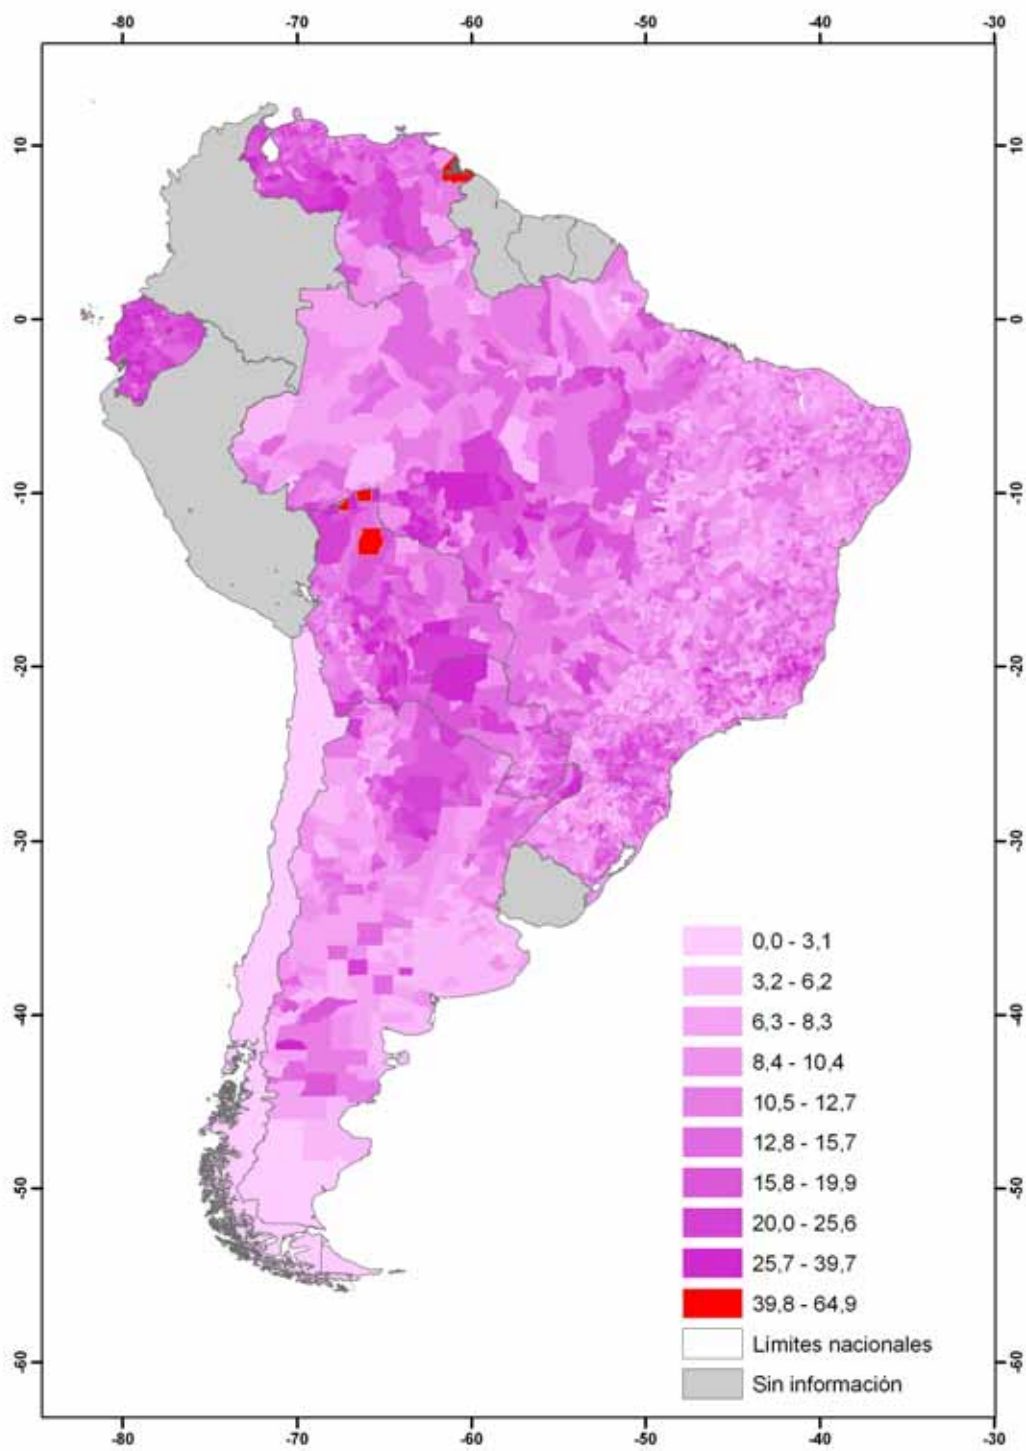 -80 -70 -60 -50 -40 -30
10 10
0 0
-10 -10
-20 -20
-30 -30
0,0 - 3,1
3,2 - 6,2
-40 -40
6,3 - 8,3
8,4 - 10,4
10,5 - 12,7
12,8 - 15,7
-50 -50
15,8 - 19,9
20,0 - 25,6
25,7 - 39,7
39,8 - 64,9
Limites nacionales
-60 -60
Sin información
-80 -70 -60 -50 -40 -30